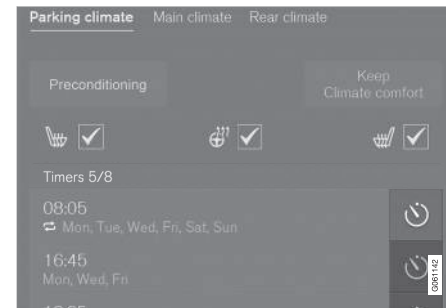 Parking climate Main climate Rear climate
Preconditioning
Keep
Climate comfort
Timers 5/8
08:05
Mon, Tue, Wed, Fri, Sat, Sun
16:45
Mon, Wed, Fri
G061142